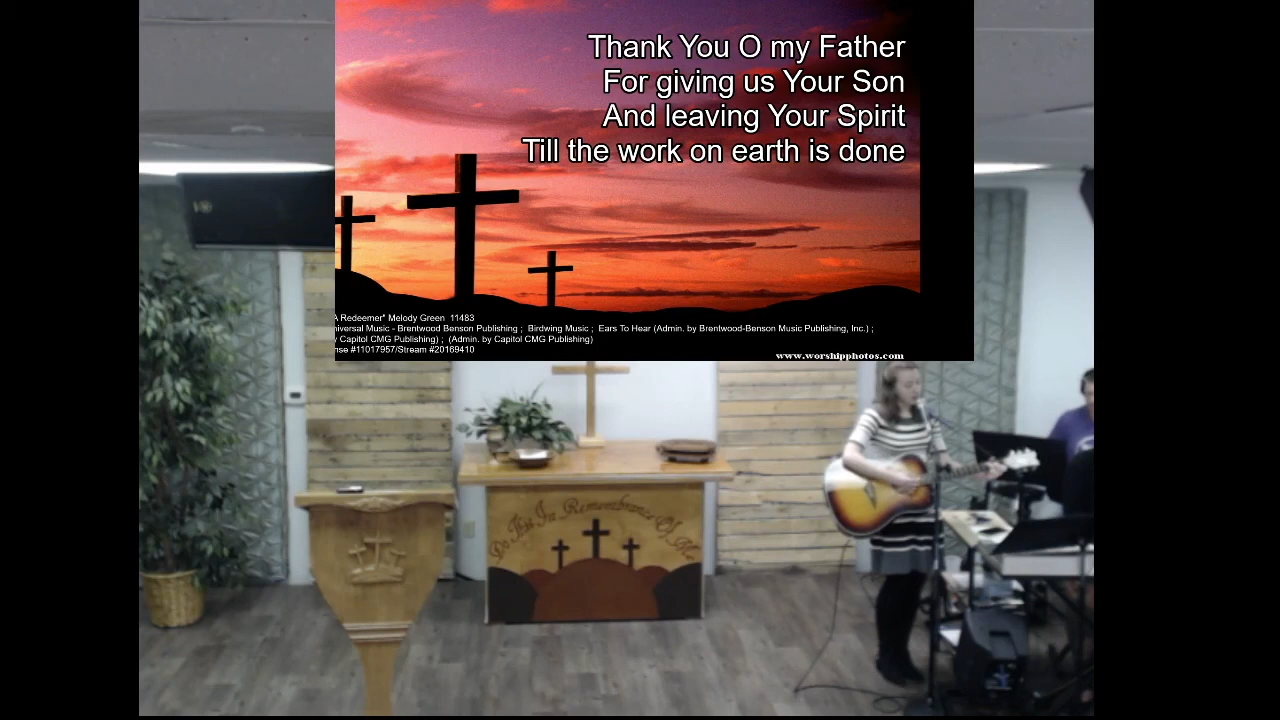 Thank You O my Father
For giving us Your Son
And leaving Your Spirit
Till the work on earth is done
A Redeemer" Melody Green 11483
iversal Music - Brentwood Benson Publishing ; Birdwing Music ; Ears To Hear (Admin. by Brentwood-Benson Music Publishing, Inc.) ;
y Capitol CMG Publishing) ; (Admin. by Capitol CMG Publishing)
nse #11017957/Stream #20169410
www.worshipphotos.com
Do This In Remembrance Of Me